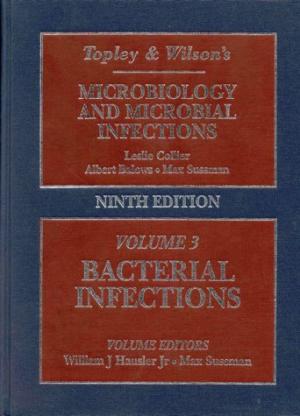 Topley & Wilson's
MICROBIOLOGY
AND MICROBIAL
INFECTIONS
Leslie Collier
Albert Balows • Max Sussman
NINTH EDITION
VOLUME 3
BACTERIAL
INFECTIONS
VOLUME EDITORS
William J Hausler Jr • Max Sussman